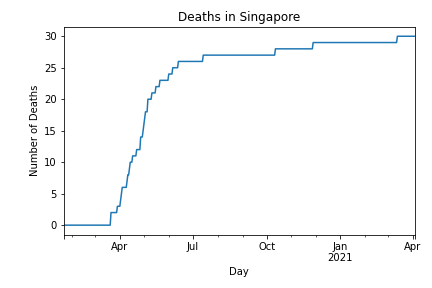 Deaths in Singapore
30
25
20
15
10
5
0
Number of Deaths
Apr
Jul
Oct
Jan
2021
Apr
Day